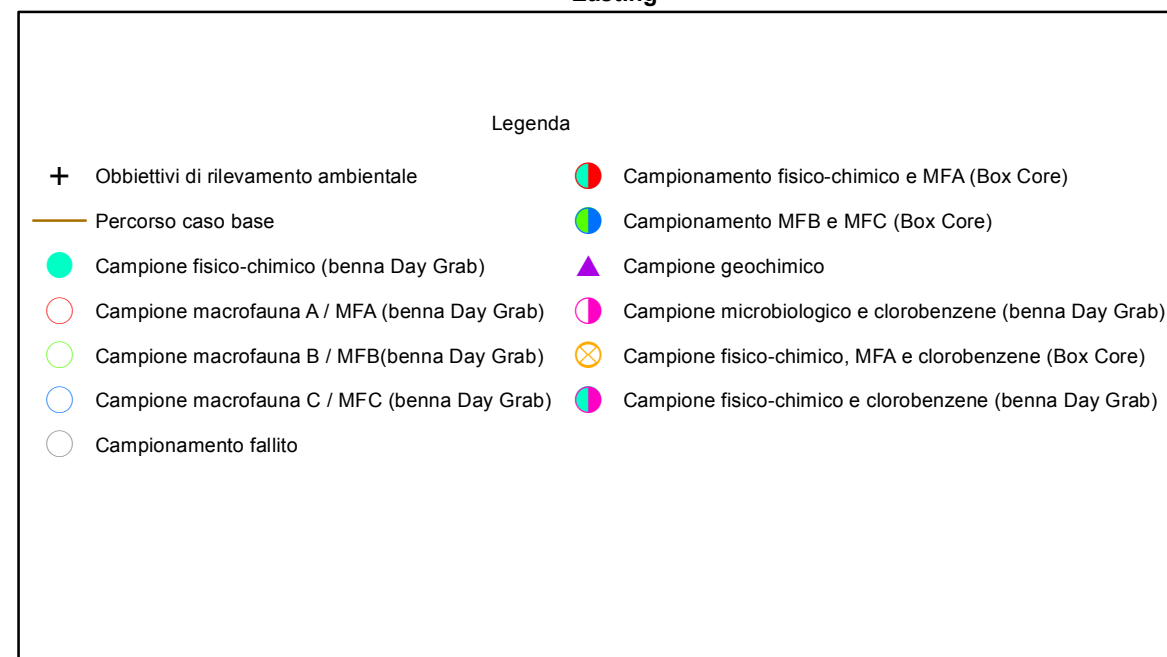 Easting
Legenda
Obbiettivi di rilevamento ambientale
Percorso caso base
Campione fisico-chimico (benna Day Grab)
Campione macrofauna A / MFA (benna Day Grab)
Campione macrofauna B / MFB(benna Day Grab)
Campione macrofauna C / MFC (benna Day Grab)
Campionamento fallito
Campionamento fisico-chimico e MFA (Box Core)
Campionamento MFB e MFC (Box Core)
Campione geochimico
Campione microbiologico e clorobenzene (benna Day Grab)
Campione fisico-chimico, MFA e clorobenzene (Box Core)
Campione fisico-chimico e clorobenzene (benna Day Grab)